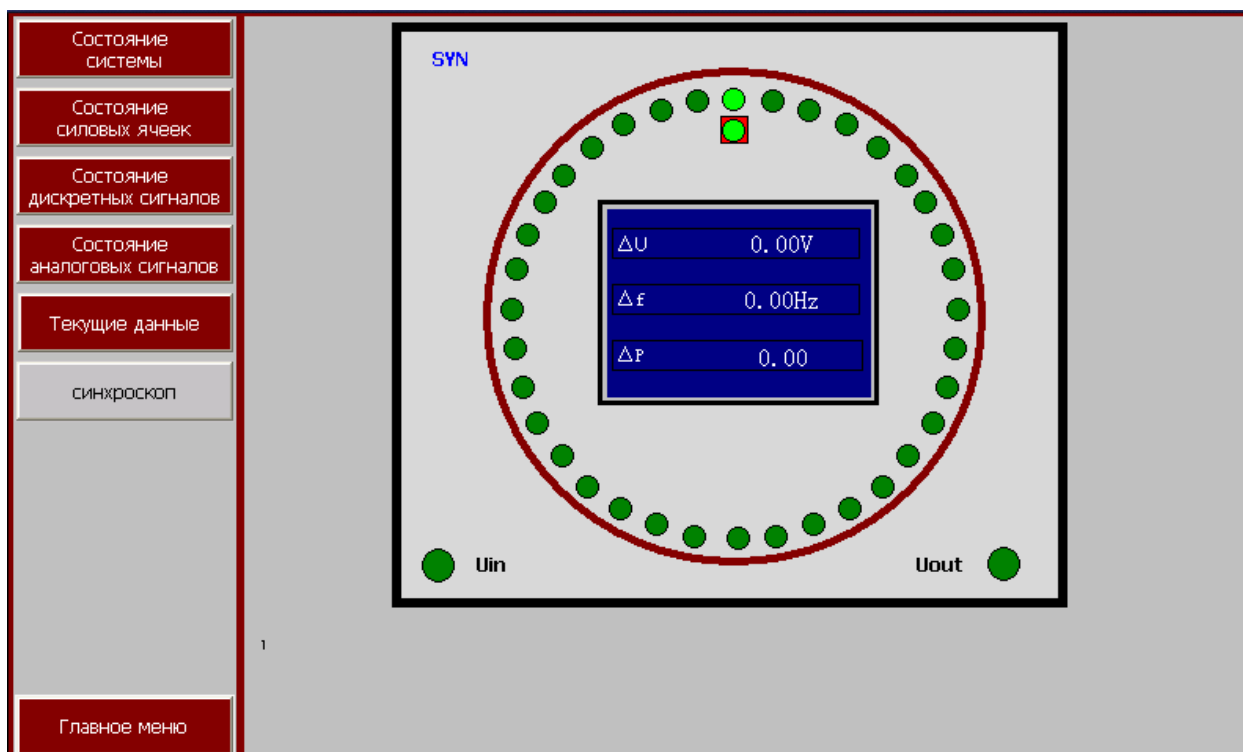 Состояние
системы
Состояние
силовых ячеек
Состояние
дискретных сигналов
Состояние
аналоговых сигналов
Текущие данные
синхроскоп
Главное меню
SYN
ΔU 0.00V
Δf 0.00Hz
ΔP 0.00
Uin Uout
1